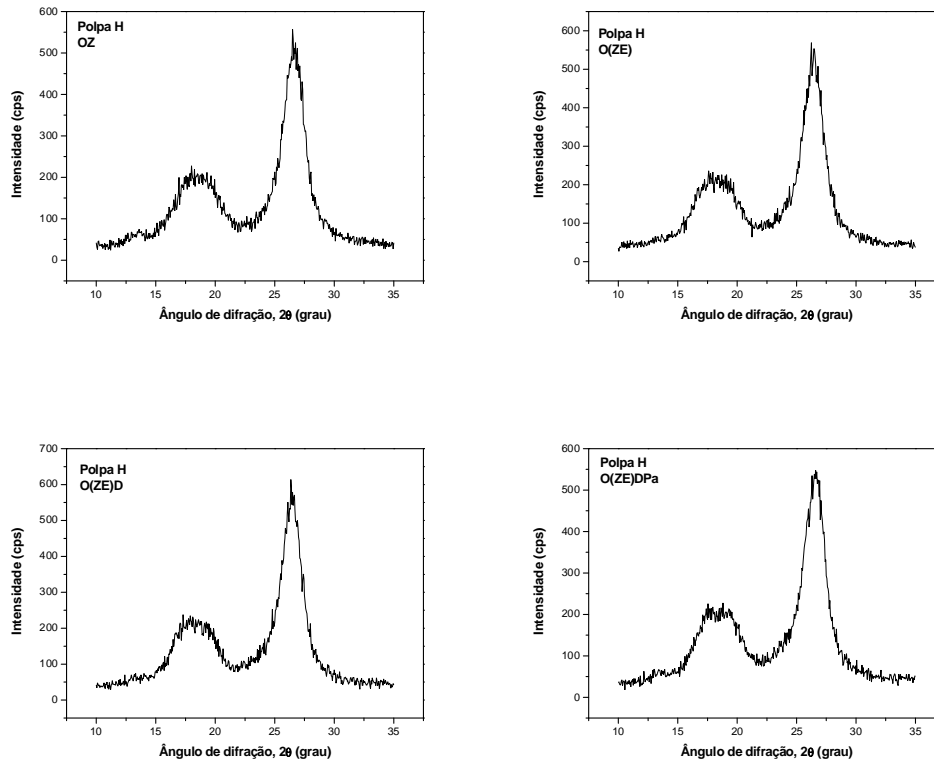 Polpa H
OZ
600
500
400
300
200
100
0
10 15 20 25 30 35
Intensidade (cps)
Ângulo de difração, 2θ (grau)
Polpa H
O(ZE)
600
500
400
300
200
100
0
10 15 20 25 30 35
Intensidade (cps)
Ângulo de difração, 2θ (grau)
Polpa H
O(ZE)D
700
600
500
400
300
200
100
0
10 15 20 25 30 35
Intensidade (cps)
Ângulo de difração, 2θ (grau)
Polpa H
O(ZE)DPa
600
500
400
300
200
100
0
10 15 20 25 30 35
Intensidade (cps)
Ângulo de difração, 2θ (grau)